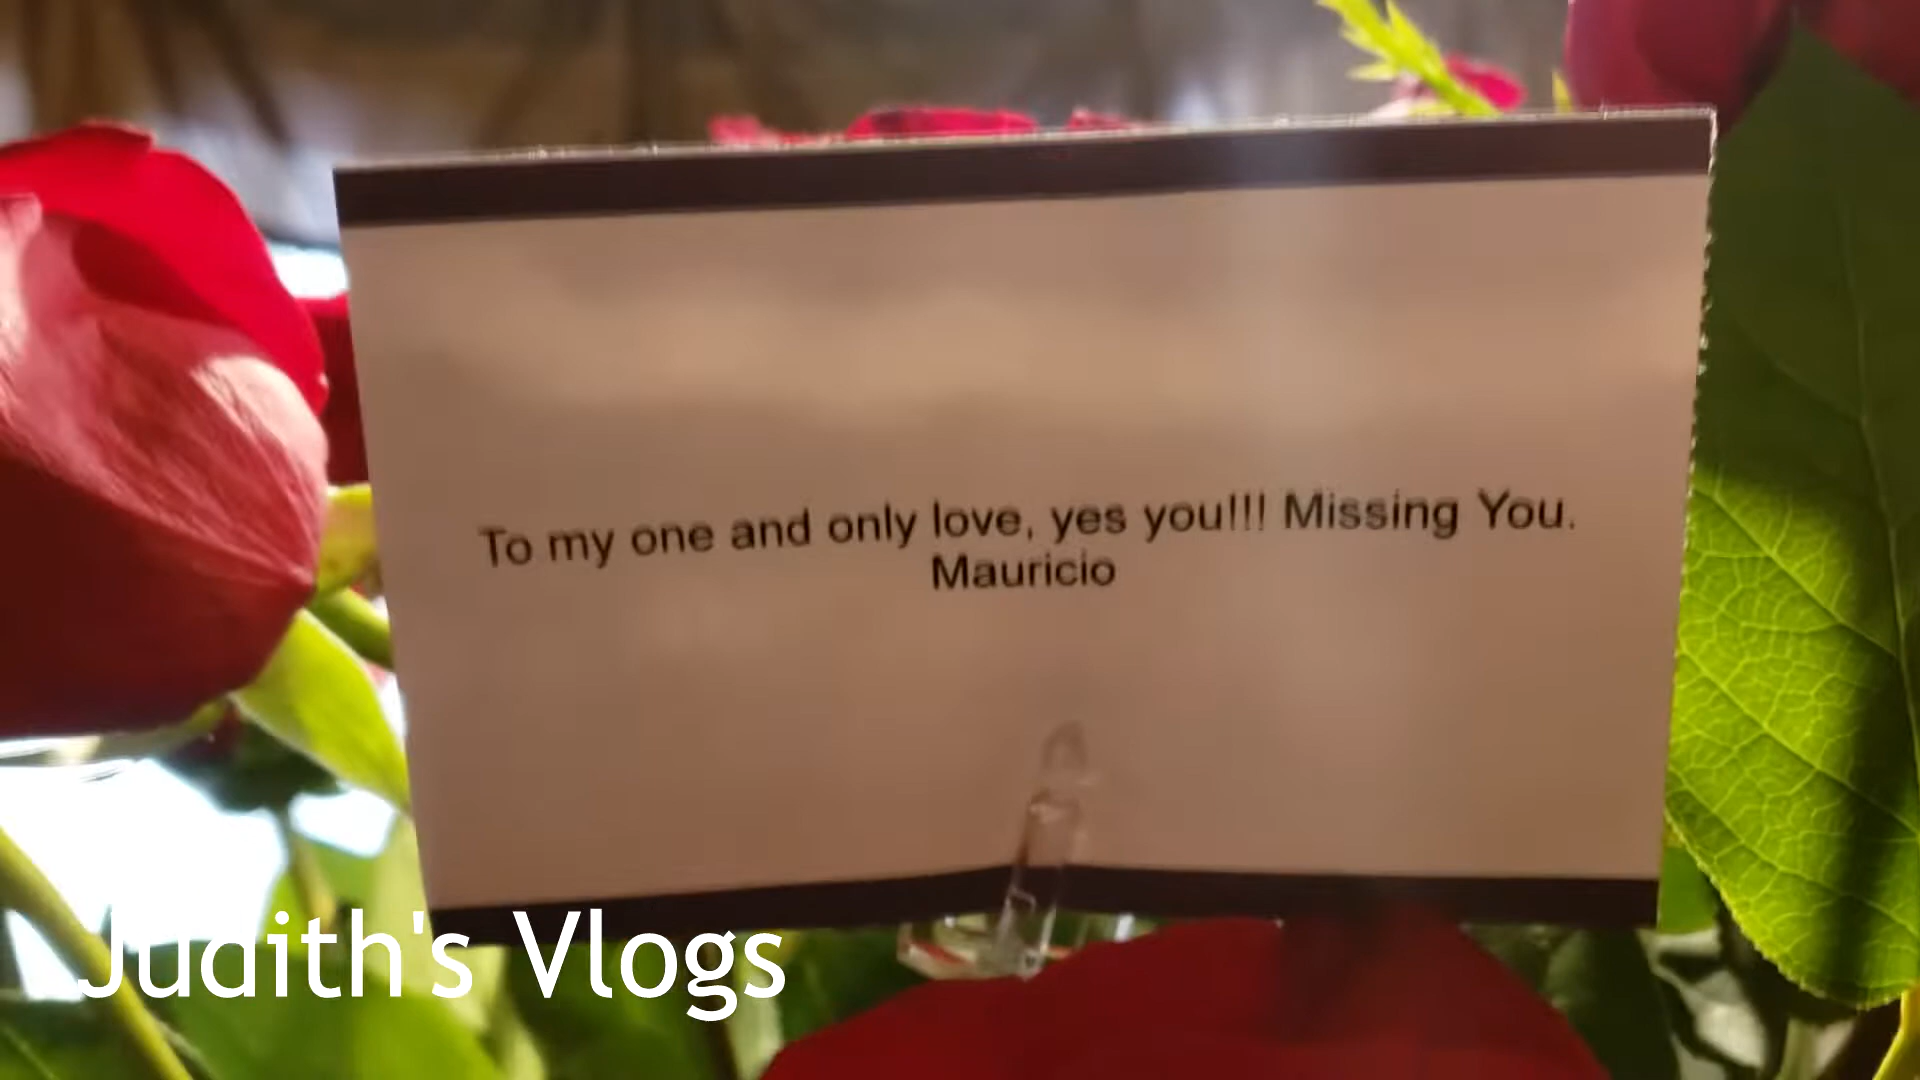 To my one and only love, yes you!!! Missing You.
Mauricio
Judith's Vlogs